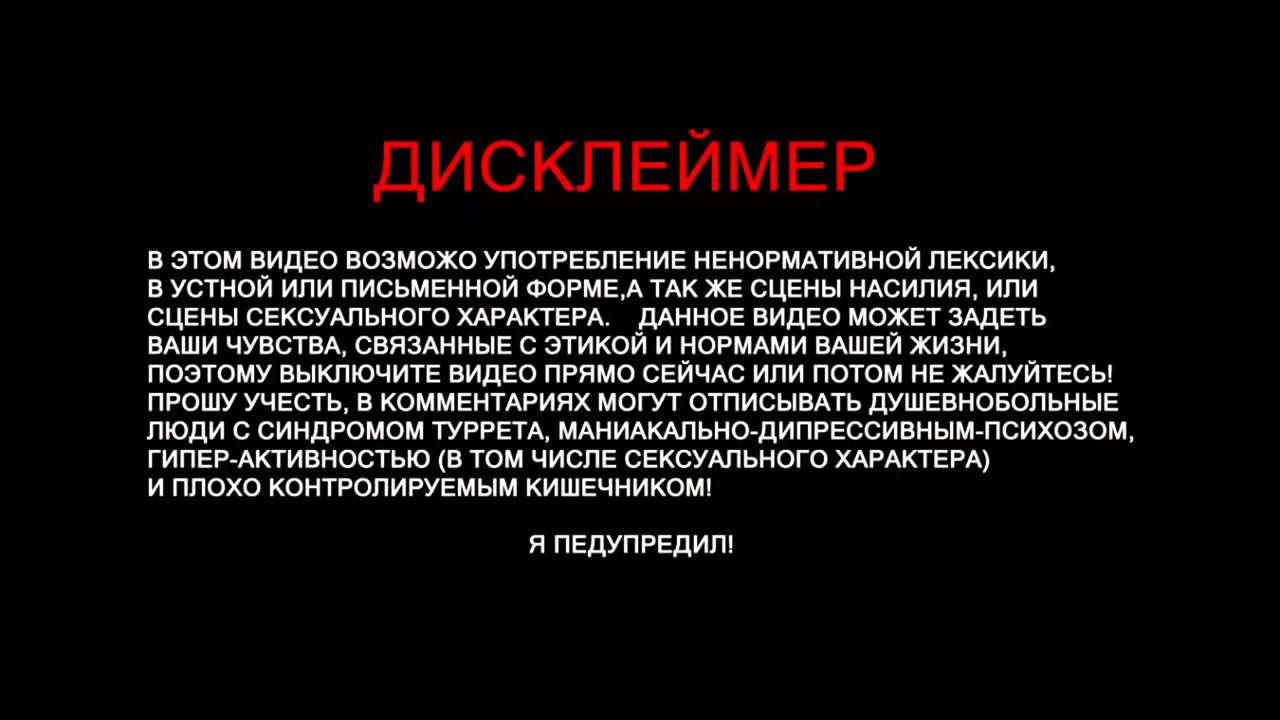 ДИСКЛЕЙМЕР
В ЭТОМ ВИДЕО ВОЗМОЖО УПОТРЕБЛЕНИЕ НЕНОРМАТИВНОЙ ЛЕКСИКИ,
В УСТНОЙ ИЛИ ПИСЬМЕННОЙ ФОРМЕ,А ТАК ЖЕ СЦЕНЫ НАСИЛИЯ, ИЛИ
СЦЕНЫ СЕКСУАЛЬНОГО ХАРАКТЕРА. ДАННОЕ ВИДЕО МОЖЕТ ЗАДЕТЬ
ВАШИ ЧУВСТВА, СВЯЗАННЫЕ С ЭТИКОЙ И НОРМАМИ ВАШЕЙ ЖИЗНИ,
ПОЭТОМУ ВЫКЛЮЧИТЕ ВИДЕО ПРЯМО СЕЙЧАС ИЛИ ПОТОМ НЕ ЖАЛУЙТЕСЬ!
ПРОШУ УЧЕСТЬ, В КОММЕНТАРИЯХ МОГУТ ОТПИСЫВАТЬ ДУШЕВНОБОЛЬНЫЕ
ЛЮДИ С СИНДРОМОМ ТУРРЕТА, МАНИАКАЛЬНО-ДИПРЕССИВНЫМ-ПСИХОЗОМ,
ГИПЕР-АКТИВНОСТЬЮ (В ТОМ ЧИСЛЕ СЕКСУАЛЬНОГО ХАРАКТЕРА)
И ПЛОХО КОНТРОЛИРУЕМЫМ КИШЕЧНИКОМ!
Я ПЕДУПРЕДИЛ!